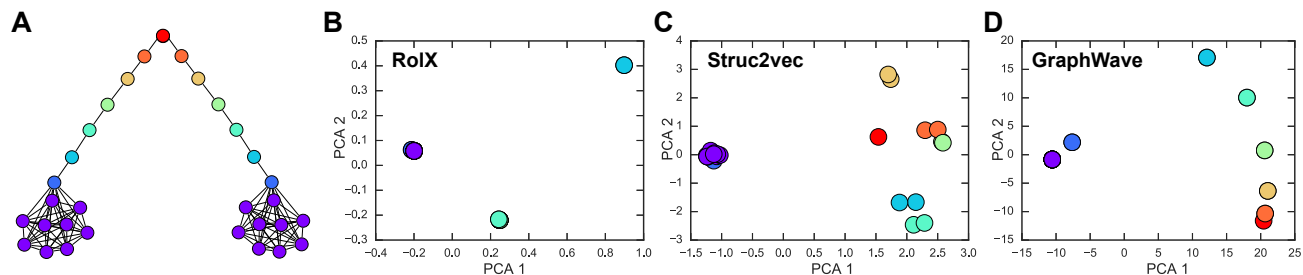 A
B
RolX
PCA 2
0.5
0.4
0.3
0.2
0.1
0.0
−0.1
−0.2
−0.3
−0.4 −0.2 0.0 0.2 0.4 0.6 0.8 1.0
PCA 1
C
Struc2vec
PCA 2
4
3
2
1
0
−1
−2
−3
−1.5 −1.0 −0.5 0.0 0.5 1.0 1.5 2.0 2.5 3.0
PCA 1
D
GraphWave
PCA 2
20
15
10
5
0
−5
−10
−15
−15 −10 −5 0 5 10 15 20 25
PCA 1